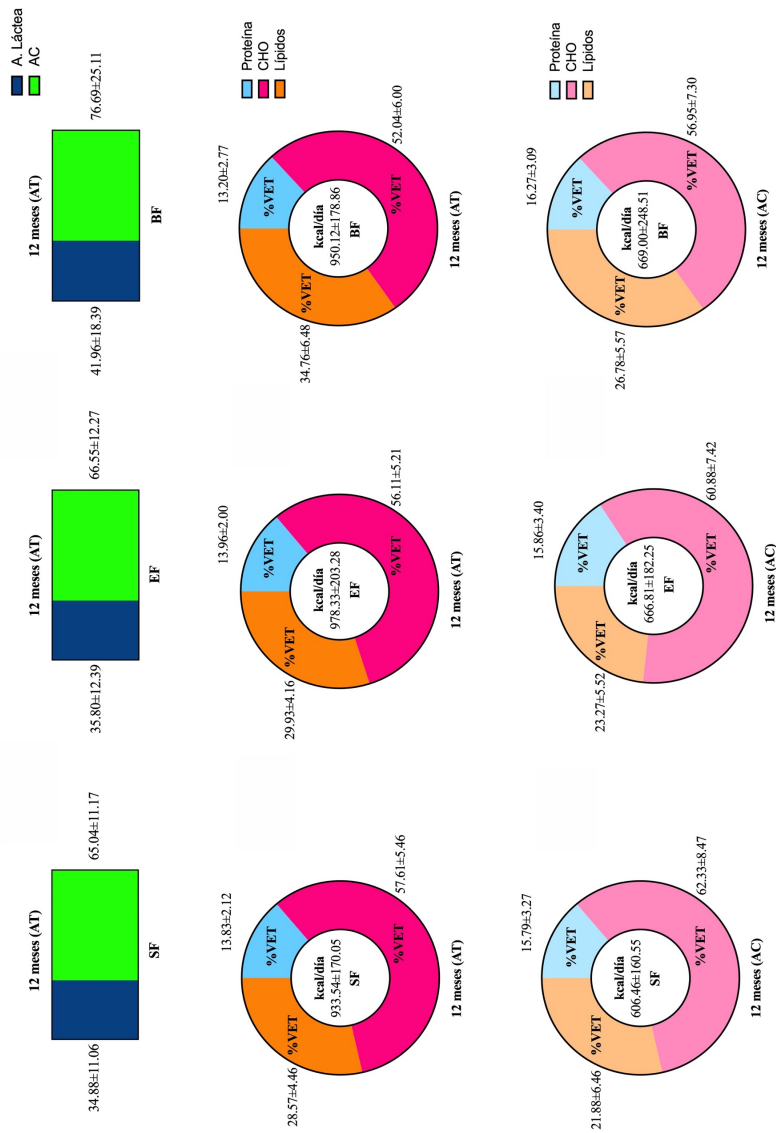 12 meses (AT)
34.88±11.06
65.04±11.17
SF
12 meses (AT)
35.80±12.39
66.55±12.27
EF
12 meses (AT)
41.96±18.39
76.69±25.11
BF
A. Láctea
AC
28.57±4.46
13.83±2.12
57.61±5.46
%VET
%VET
%VET
kcal/día
933.54±170.05
SF
12 meses (AT)
29.93±4.16
13.96±2.00
56.11±5.21
%VET
%VET
%VET
kcal/día
978.33±203.28
EF
12 meses (AT)
34.76±6.48
13.20±2.77
52.04±6.00
%VET
%VET
%VET
kcal/día
950.12±178.86
BF
12 meses (AT)
Proteína
CHO
Lípidos
21.88±6.46
15.79±3.27
62.33±8.47
%VET
%VET
%VET
kcal/día
606.46±160.55
SF
12 meses (AC)
23.27±5.52
15.86±3.40
60.88±7.42
%VET
%VET
%VET
kcal/día
666.81±182.25
EF
12 meses (AC)
26.78±5.57
16.27±3.09
56.95±7.30
%VET
%VET
%VET
kcal/día
669.00±248.51
BF
12 meses (AC)
Proteína
CHO
Lípidos